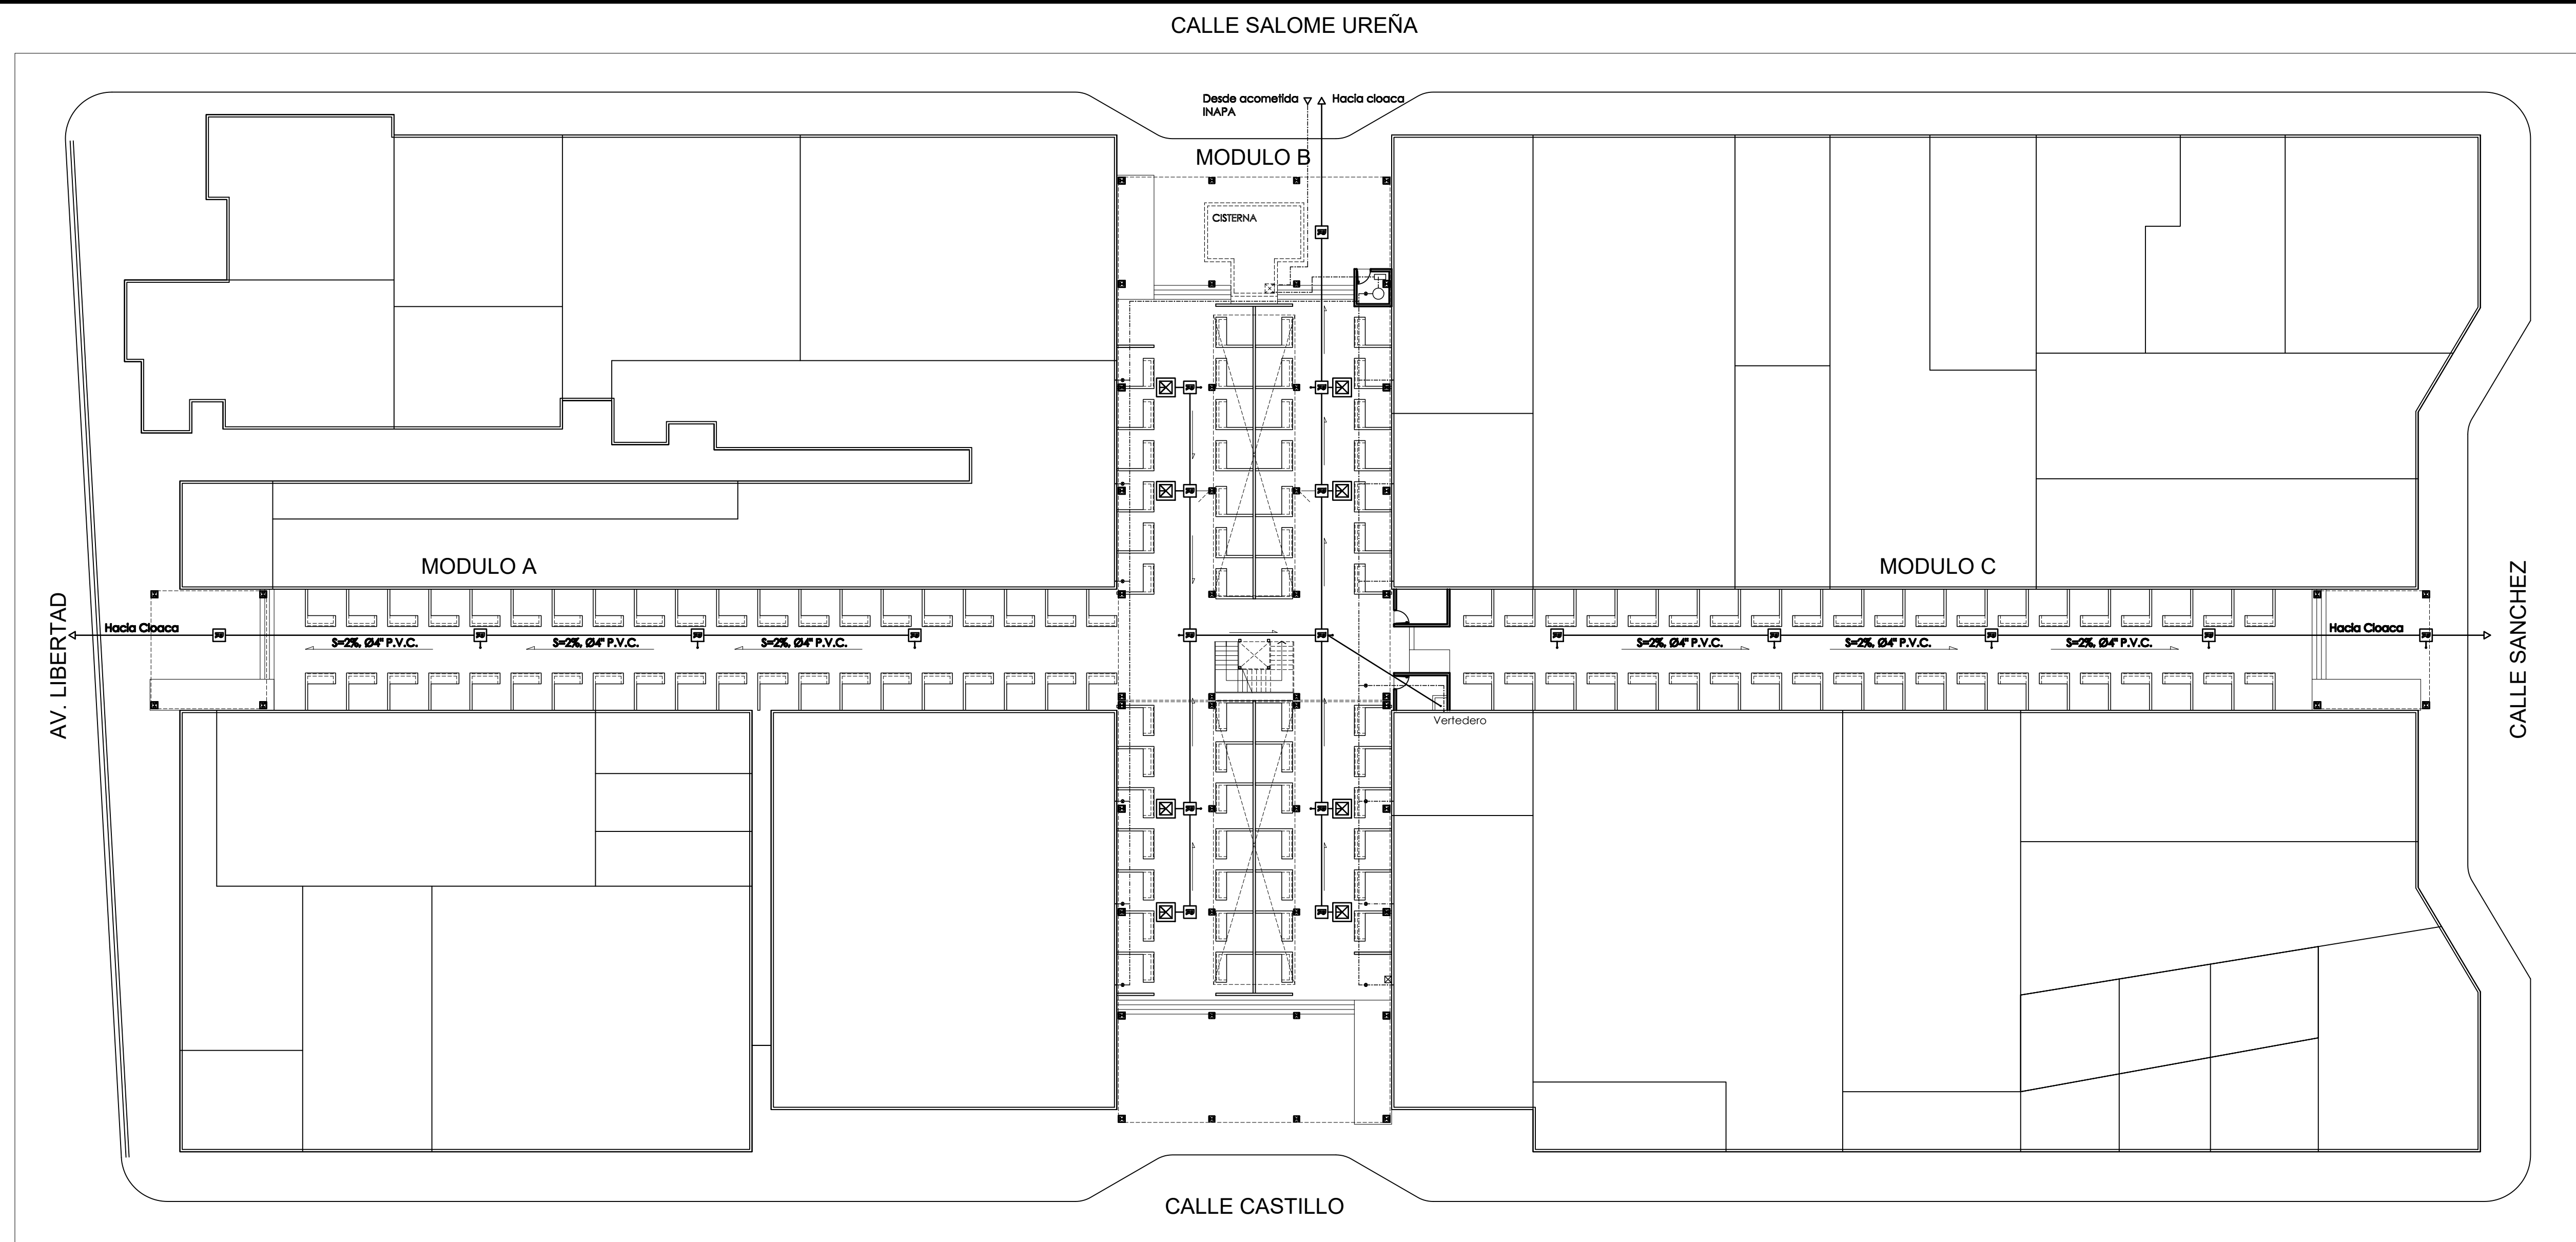 CALLE SALOME UREÑA
Desde acometida
INAPA
Hacia cloaca
MODULO B
CISTERNA
MODULO A
MODULO C
AV. LIBERTAD
Hacia Cloaca
S=2%, Ø4" P.V.C.
S=2%, Ø4" P.V.C.
S=2%, Ø4" P.V.C.
S=2%, Ø4" P.V.C.
S=2%, Ø4" P.V.C.
S=2%, Ø4" P.V.C.
Hacia Cloaca
CALLE SANCHEZ
Vertedero
CALLE CASTILLO